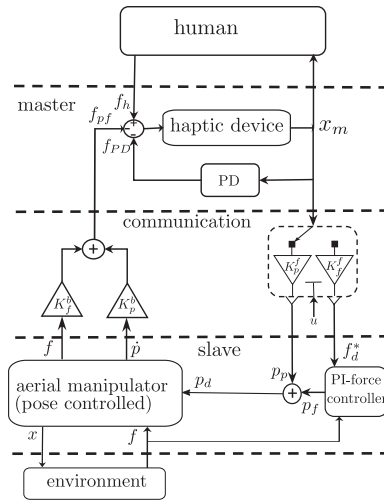 human
master
f_h
f_pf
+
−
−
haptic device
x_m
f_PD
PD
communication
+
K_f^b
K_p^b
K_p^f
K_f^f
u
f
ṗ
slave
f_d^*
aerial manipulator
(pose controlled)
p_d
p_p
+
p_f
PI-force
controller
x
f
environment